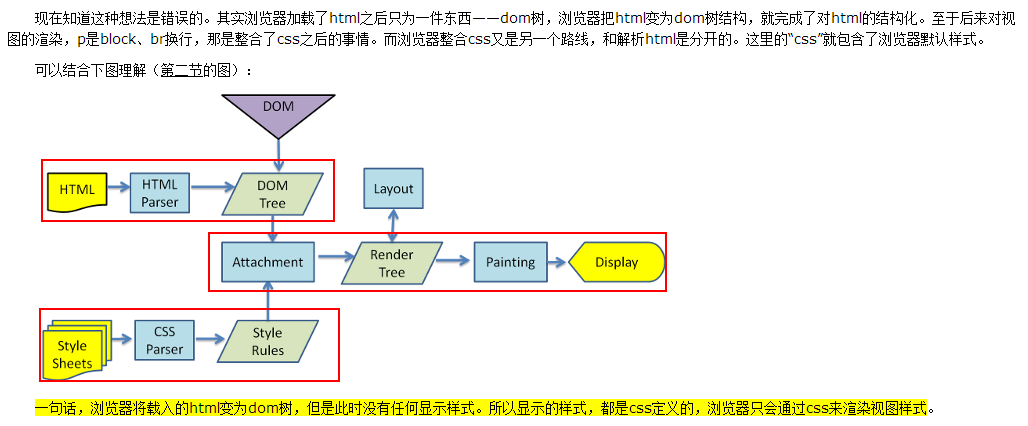 现在知道这种想法是错误的。其实浏览器加载了html之后只为一件东西——dom树，浏览器把html变为dom树结构，就完成了对html的结构化。至于后来对视
图的渲染，p是block、br换行，那是整合了css之后的事情。而浏览器整合css又是另一个路线，和解析html是分开的。这里的“css”就包含了浏览器默认样式。
可以结合下图理解（第二节的图）：
DOM
HTML
HTML
Parser
DOM
Tree
Layout
Attachment
Render
Tree
Painting
Display
Style
Sheets
CSS
Parser
Style
Rules
一句话，浏览器将载入的html变为dom树，但是此时没有任何显示样式。所以显示的样式，都是css定义的，浏览器只会通过css来渲染视图样式。